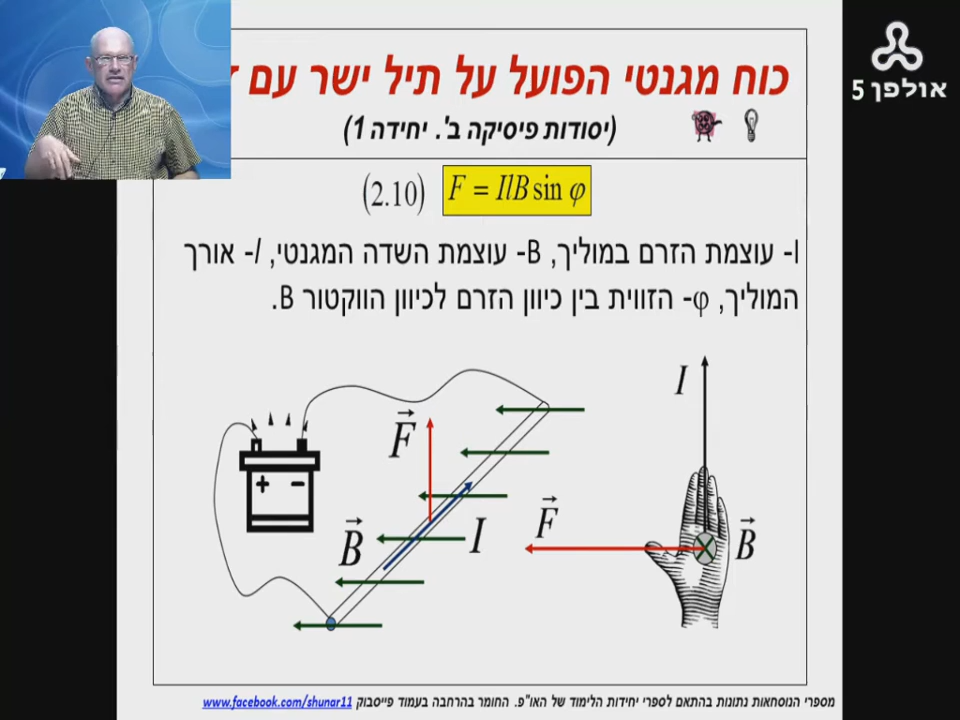 אולפן 5
כוח מגנטי הפועל על תיל ישר עם
(יסודות פיסיקה ב'. יחידה 1)
(2.10) F = IlB sin φ
I- עוצמת הזרם במוליך, B- עוצמת השדה המגנטי, l- אורך
המוליך, φ- הזווית בין כיוון הזרם לכיוון הווקטור B.
F
I
B
I
F
B
+ -
מספרי הנוסחאות נתונות בהתאם לספרי יחידות הלימוד של האו"פ. החומר בהרחבה בעמוד פייסבוק www.facebook.com/shunar11